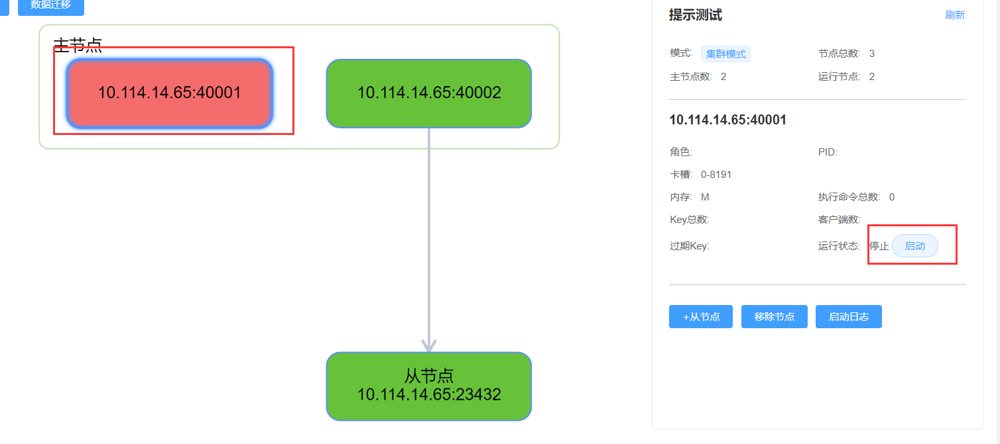 数据迁移
主节点
10.114.14.65:40001
10.114.14.65:40002
从节点
10.114.14.65:23432
提示测试
刷新
模式: 集群模式 节点总数: 3
主节点数: 2 运行节点: 2
10.114.14.65:40001
角色: PID:
卡槽: 0-8191
内存: M 执行命令总数: 0
Key总数: 客户端数:
过期Key: 运行状态: 停止 启动
+从节点 移除节点 启动日志